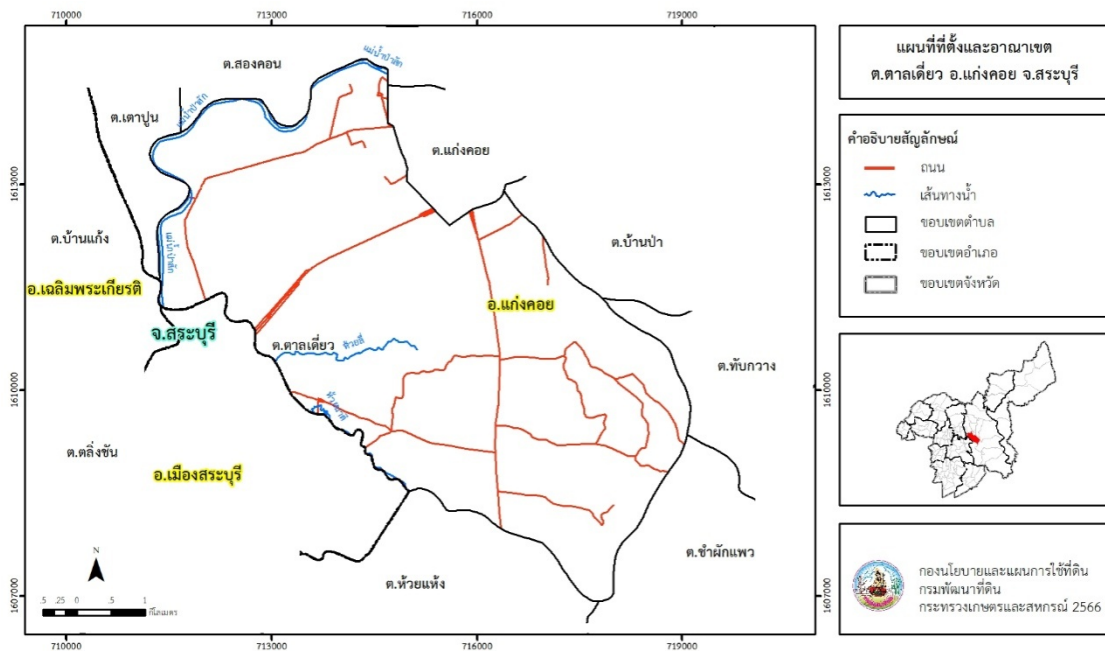 710000
713000
716000
719000
แผนที่ที่ตั้งและอาณาเขต
ต.ตาลเดี่ยว อ.แก่งคอย จ.สระบุรี
คำอธิบายสัญลักษณ์
ถนน
เส้นทางน้ำ
ขอบเขตตำบล
ขอบเขตอำเภอ
ขอบเขตจังหวัด
แม่น้ำป่าสัก
ต.สองคอน
แม่น้ำป่าสัก
ต.เตาปูน
ต.แก่งคอย
1613000
1613000
ต.บ้านแก้ง
แม่น้ำป่าสัก
ต.บ้านป่า
อ.เฉลิมพระเกียรติ
อ.แก่งคอย
จ.สระบุรี
ต.ตาลเดี่ยว
ห้วยลี่
ต.ทับกวาง
1610000
1610000
ต.ตลิ่งชัน
อ.เมืองสระบุรี
ต.ชำผักแพว
ต.ห้วยแห้ง
N
.5 .25 0 .5 1
กิโลเมตร
1607000
1607000
กองนโยบายและแผนการใช้ที่ดิน
กรมพัฒนาที่ดิน
กระทรวงเกษตรและสหกรณ์ 2566
710000
713000
716000
719000